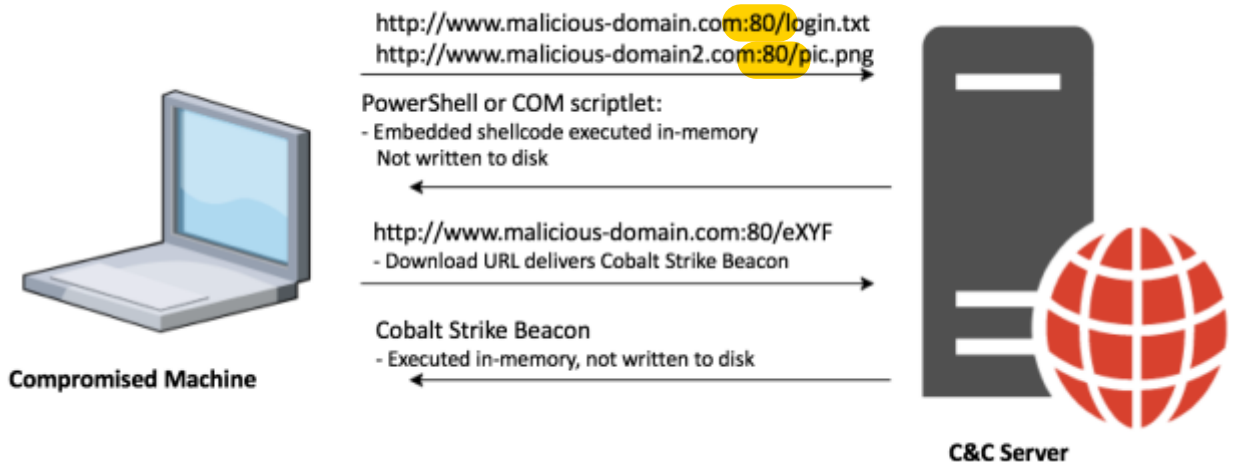 http://www.malicious-domain.com:80/login.txt
http://www.malicious-domain2.com:80/pic.png
PowerShell or COM scriptlet:
- Embedded shellcode executed in-memory
Not written to disk
http://www.malicious-domain.com:80/eXYF
- Download URL delivers Cobalt Strike Beacon
Cobalt Strike Beacon
- Executed in-memory, not written to disk
Compromised Machine
C&C Server